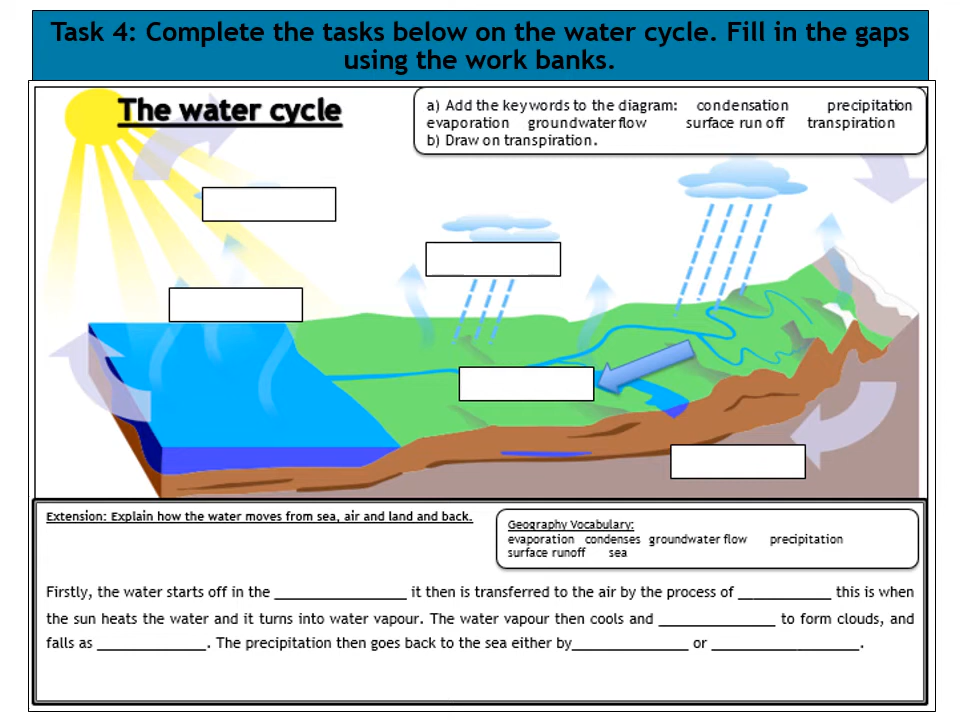 Task 4: Complete the tasks below on the water cycle. Fill in the gaps
using the work banks.
The water cycle
a) Add the keywords to the diagram: condensation precipitation
evaporation groundwater flow surface run off transpiration
b) Draw on transpiration.
Extension: Explain how the water moves from sea, air and land and back.
Geography Vocabulary:
evaporation condenses groundwater flow precipitation
surface runoff sea
Firstly, the water starts off in the ________________ it then is transferred to the air by the process of ___________ this is when
the sun heats the water and it turns into water vapour. The water vapour then cools and ______________ to form clouds, and
falls as _____________. The precipitation then goes back to the sea either by______________ or __________________.